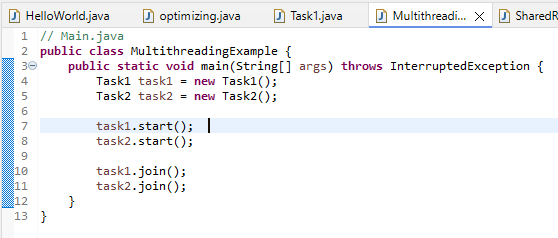 HelloWorld.java optimizing.java Task1.java Multithreadi... SharedR
1 // Main.java
2 public class MultithreadingExample {
3 public static void main(String[] args) throws InterruptedException {
4 Task1 task1 = new Task1();
5 Task2 task2 = new Task2();
6
7 task1.start();
8 task2.start();
9
10 task1.join();
11 task2.join();
12 }
13 }